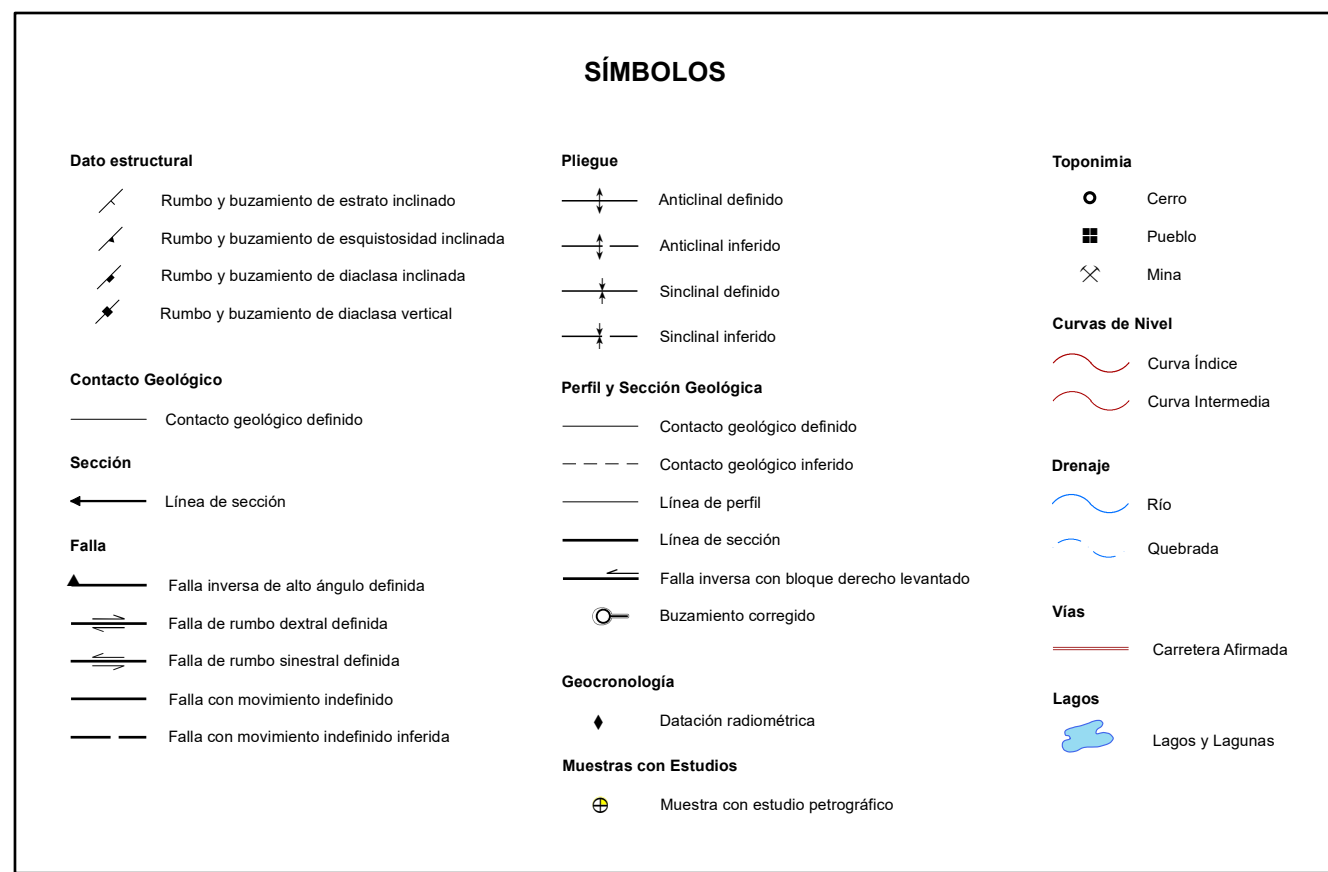 SÍMBOLOS
Dato estructural
Rumbo y buzamiento de estrato inclinado
Rumbo y buzamiento de esquistosidad inclinada
Rumbo y buzamiento de diaclasa inclinada
Rumbo y buzamiento de diaclasa vertical
Contacto Geológico
Contacto geológico definido
Sección
Línea de sección
Falla
Falla inversa de alto ángulo definida
Falla de rumbo dextral definida
Falla de rumbo sinestral definida
Falla con movimiento indefinido
Falla con movimiento indefinido inferida
Pliegue
Anticlinal definido
Anticlinal inferido
Sinclinal definido
Sinclinal inferido
Perfil y Sección Geológica
Contacto geológico definido
Contacto geológico inferido
Línea de perfil
Línea de sección
Falla inversa con bloque derecho levantado
Buzamiento corregido
Geocronología
Datación radiométrica
Muestras con Estudios
Muestra con estudio petrográfico
Toponimia
Cerro
Pueblo
Mina
Curvas de Nivel
Curva Índice
Curva Intermedia
Drenaje
Río
Quebrada
Vías
Carretera Afirmada
Lagos
Lagos y Lagunas